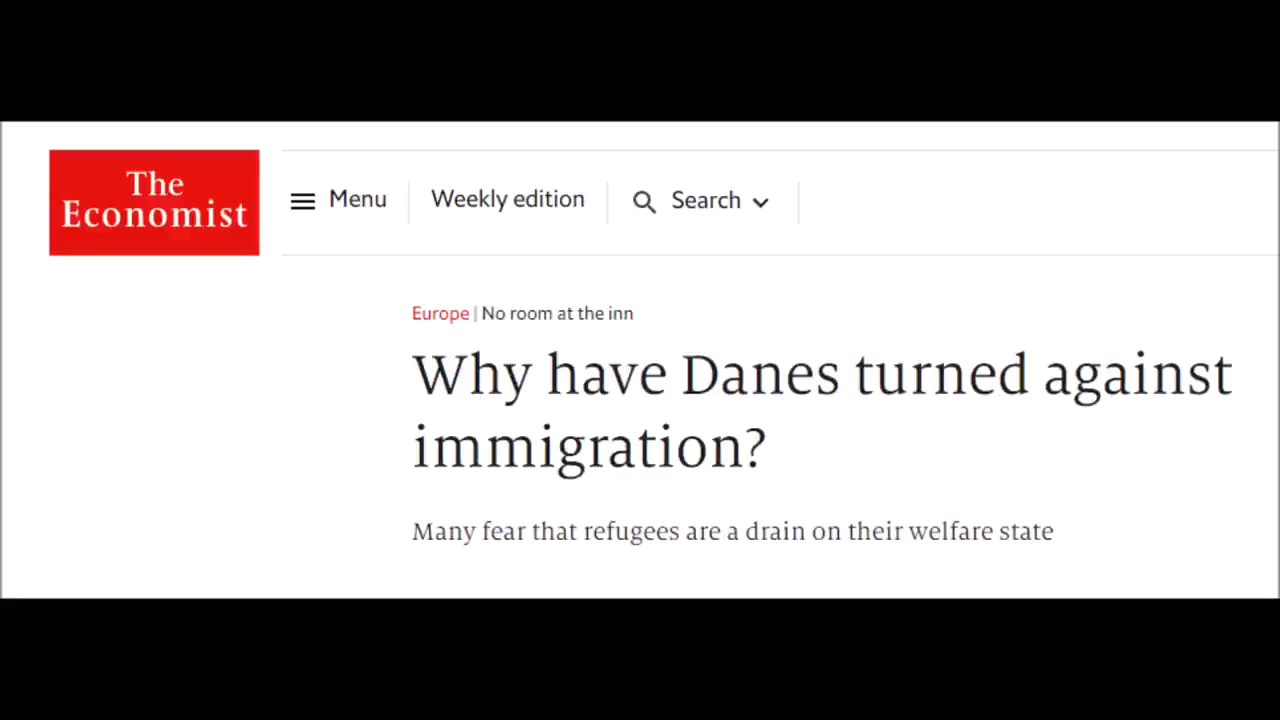 The
Economist
Menu
Weekly edition
Search
Europe | No room at the inn
Why have Danes turned against
immigration?
Many fear that refugees are a drain on their welfare state